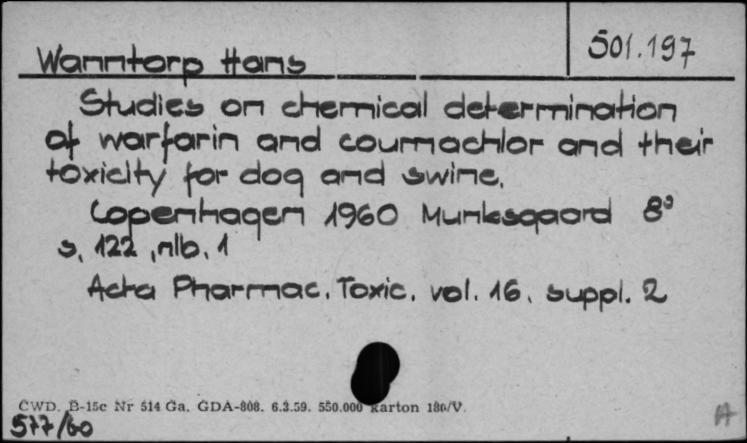 501.197
Wanntorp Hans
Studies on chemical determination
of warfarin and coumachlor and their
toxicity for dog and swine.
Copenhagen 1960 Munksgaard 8°
s. 122, nlb. 1
Acta Pharmac. Toxic. vol. 16. suppl. 2
CWD. B-15c Nr 514 Ga. GDA-808. 6.3.59. 550.000 karton 180/V.
577/60
A